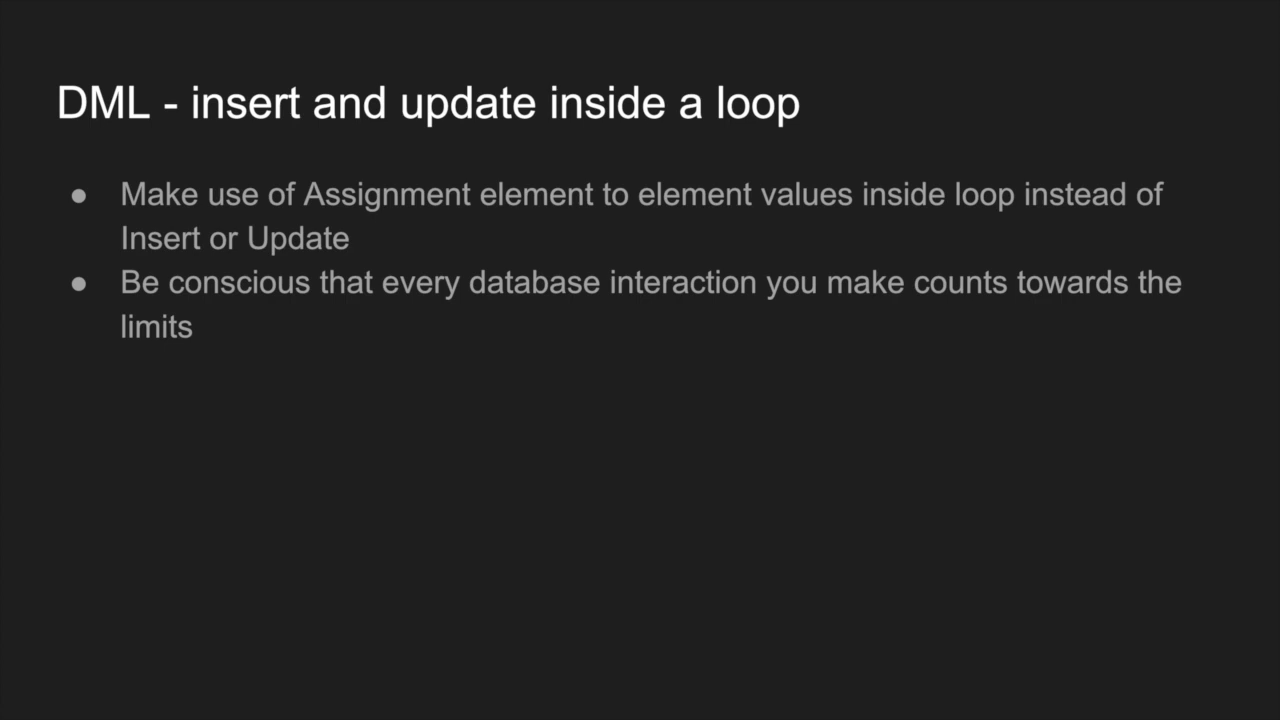 DML - insert and update inside a loop
● Make use of Assignment element to element values inside loop instead of
Insert or Update
● Be conscious that every database interaction you make counts towards the
limits